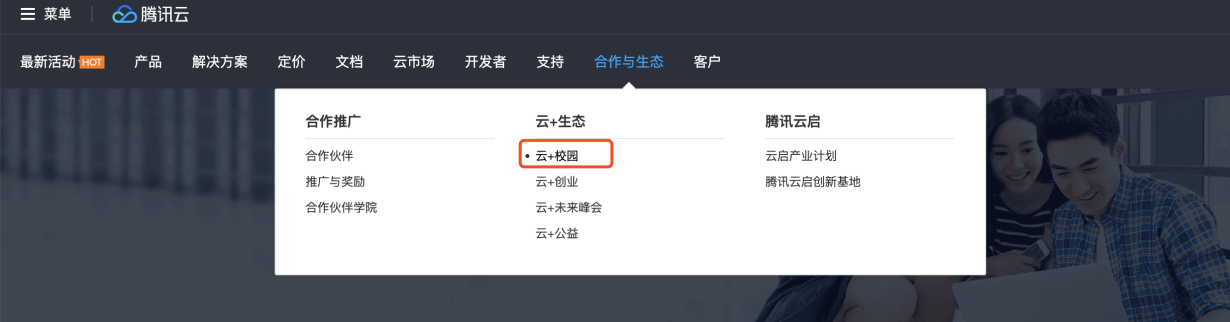 菜单 腾讯云
最新活动 HOT 产品 解决方案 定价 文档 云市场 开发者 支持 合作与生态 客户
合作推广
合作伙伴
推广与奖励
合作伙伴学院
云+生态
云+校园
云+创业
云+未来峰会
云+公益
腾讯云启
云启产业计划
腾讯云启创新基地